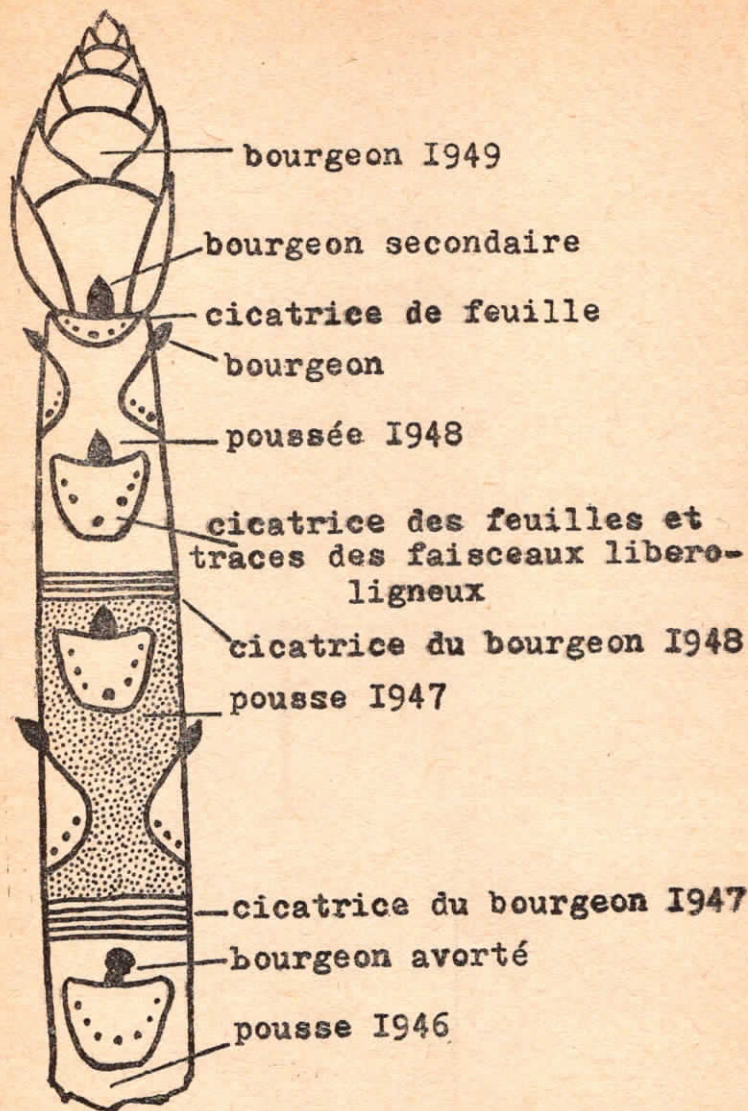 bourgeon I949
bourgeon secondaire
cicatrice de feuille
bourgeon
poussée I948
cicatrice des feuilles et
traces des faisceaux libero-
ligneux
cicatrice du bourgeon I948
pousse I947
cicatrice du bourgeon I947
bourgeon avorté
pousse I946